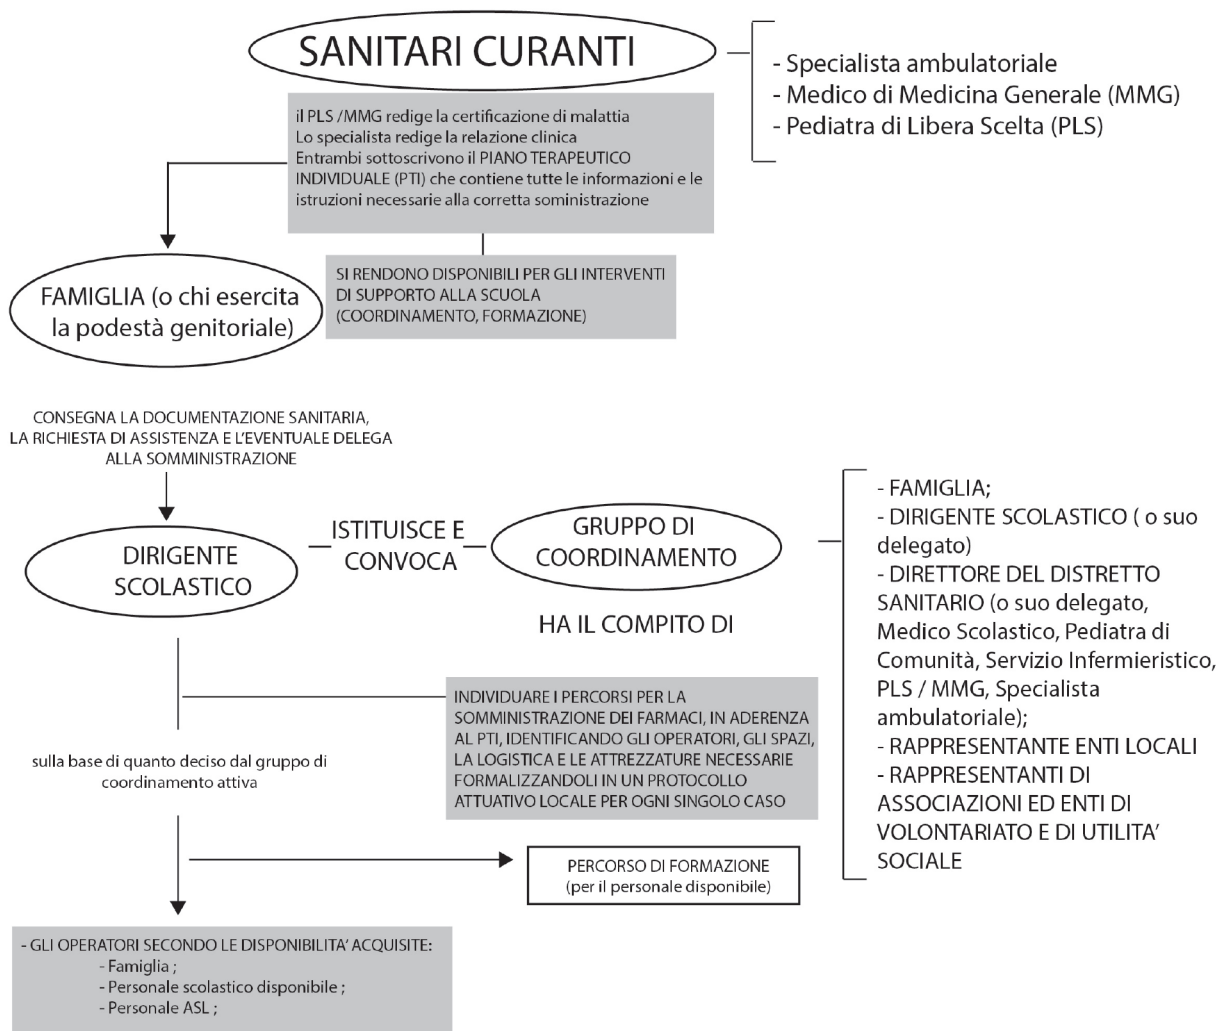 SANITARI CURANTI
- Specialista ambulatoriale
- Medico di Medicina Generale (MMG)
- Pediatra di Libera Scelta (PLS)
il PLS /MMG redige la certificazione di malattia
Lo specialista redige la relazione clinica
Entrambi sottoscrivono il PIANO TERAPEUTICO
INDIVIDUALE (PTI) che contiene tutte le informazioni e le
istruzioni necessarie alla corretta soministrazione
FAMIGLIA (o chi esercita
la podestà genitoriale)
SI RENDONO DISPONIBILI PER GLI INTERVENTI
DI SUPPORTO ALLA SCUOLA
(COORDINAMENTO, FORMAZIONE)
CONSEGNA LA DOCUMENTAZIONE SANITARIA,
LA RICHIESTA DI ASSISTENZA E L'EVENTUALE DELEGA
ALLA SOMMINISTRAZIONE
DIRIGENTE
SCOLASTICO
ISTITUISCE E
CONVOCA
GRUPPO DI
COORDINAMENTO
- FAMIGLIA;
- DIRIGENTE SCOLASTICO ( o suo
delegato)
- DIRETTORE DEL DISTRETTO
SANITARIO (o suo delegato,
Medico Scolastico, Pediatra di
Comunità, Servizio Infermieristico,
PLS / MMG, Specialista
ambulatoriale);
- RAPPRESENTANTE ENTI LOCALI
- RAPPRESENTANTI DI
ASSOCIAZIONI ED ENTI DI
VOLONTARIATO E DI UTILITA'
SOCIALE
HA IL COMPITO DI
INDIVIDUARE I PERCORSI PER LA
SOMMINISTRAZIONE DEI FARMACI, IN ADERENZA
AL PTI, IDENTIFICANDO GLI OPERATORI, GLI SPAZI,
LA LOGISTICA E LE ATTREZZATURE NECESSARIE
FORMALIZZANDOLI IN UN PROTOCOLLO
ATTUATIVO LOCALE PER OGNI SINGOLO CASO
sulla base di quanto deciso dal gruppo di
coordinamento attiva
PERCORSO DI FORMAZIONE
(per il personale disponibile)
- GLI OPERATORI SECONDO LE DISPONIBILITA' ACQUISITE:
- Famiglia ;
- Personale scolastico disponibile ;
- Personale ASL ;